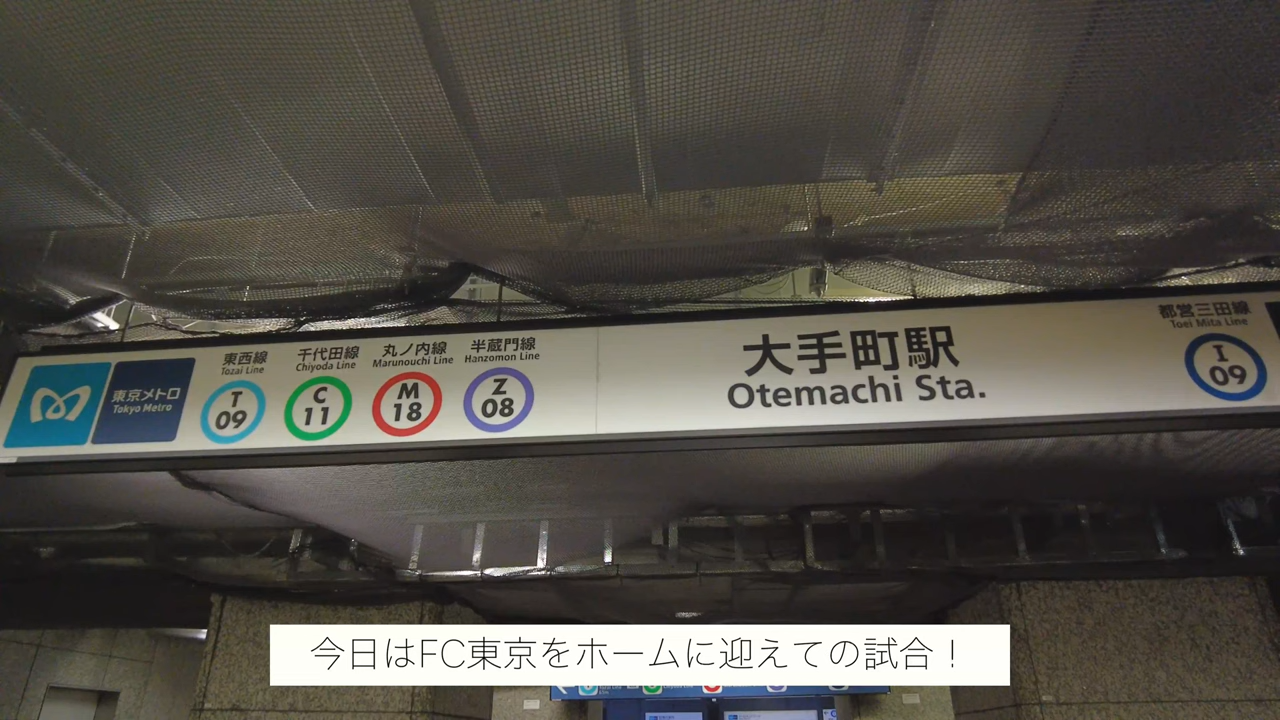 東京メトロ
Tokyo Metro
東西線
Tozai Line
T
09
千代田線
Chiyoda Line
C
11
丸ノ内線
Marunouchi Line
M
18
半蔵門線
Hanzomon Line
Z
08
大手町駅
Otemachi Sta.
都営三田線
Toei Mita Line
I
09
今日はFC東京をホームに迎えての試合！